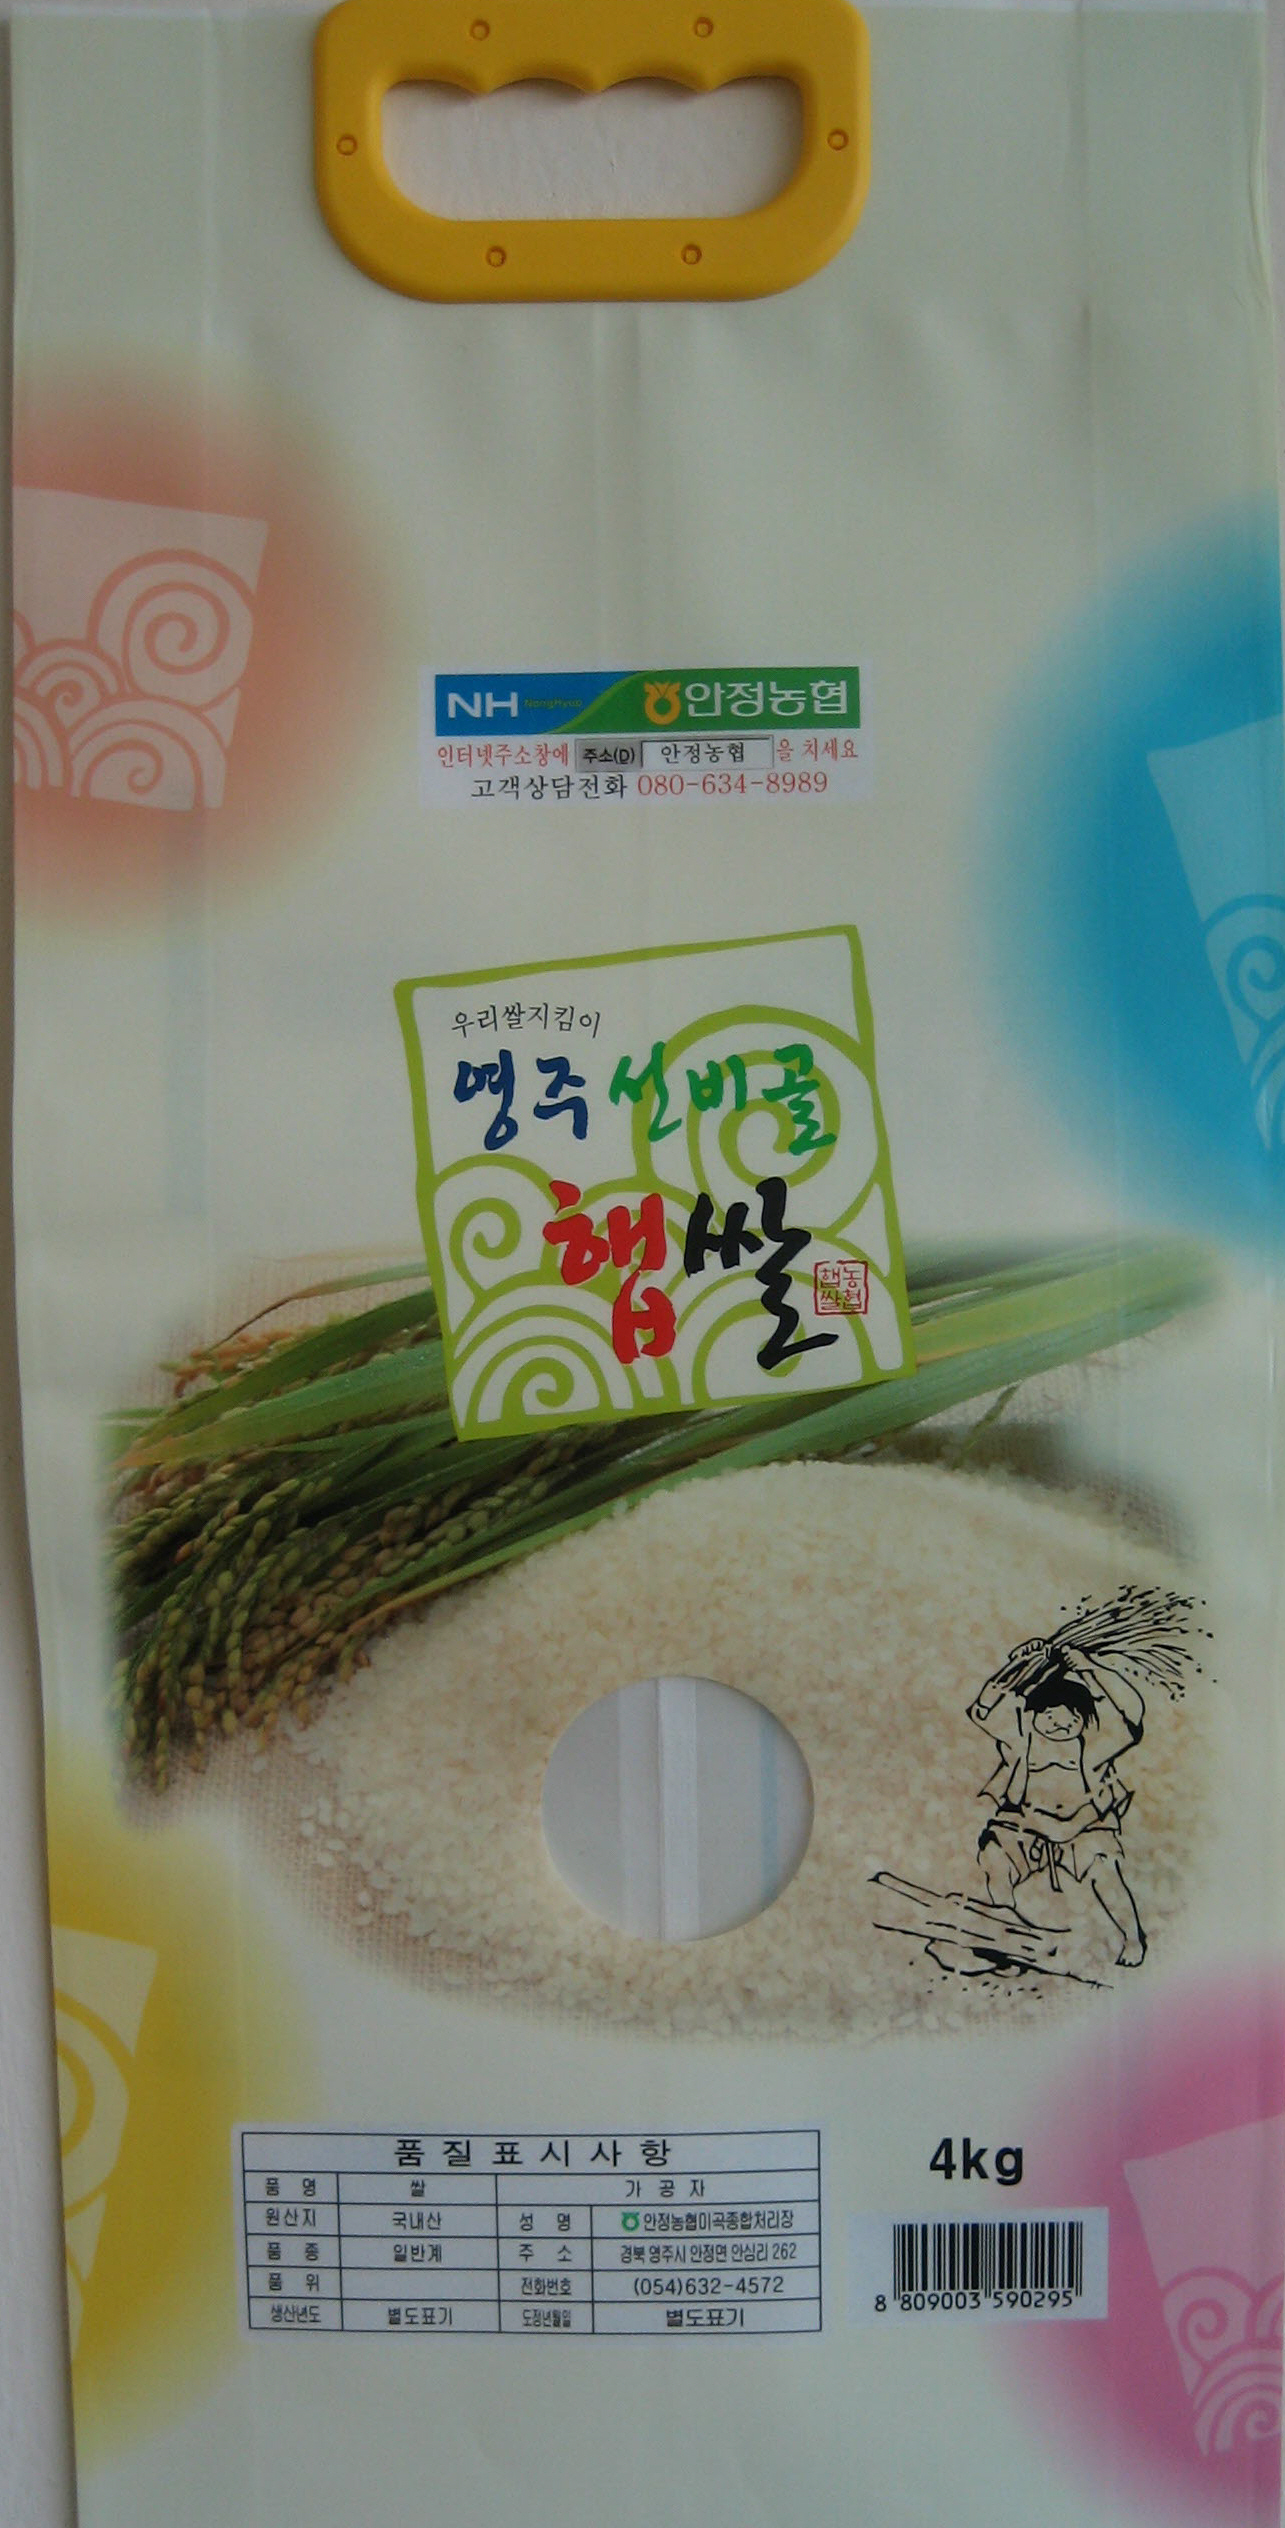 NH NongHyup 안정농협
인터넷주소창에 주소(D) 안정농협 을 치세요
고객상담전화 080-634-8989
우리쌀지킴이
영주 선비골
햅쌀
햅농
쌀협
품질표시사항
품명 쌀 가공자
원산지 국내산 성명 안정농협미곡종합처리장
품종 일반계 주소 경북 영주시 안정면 안심리 262
품위 전화번호 (054)632-4572
생산년도 별도표기 도정년월일 별도표기
4kg
8 809003 590295